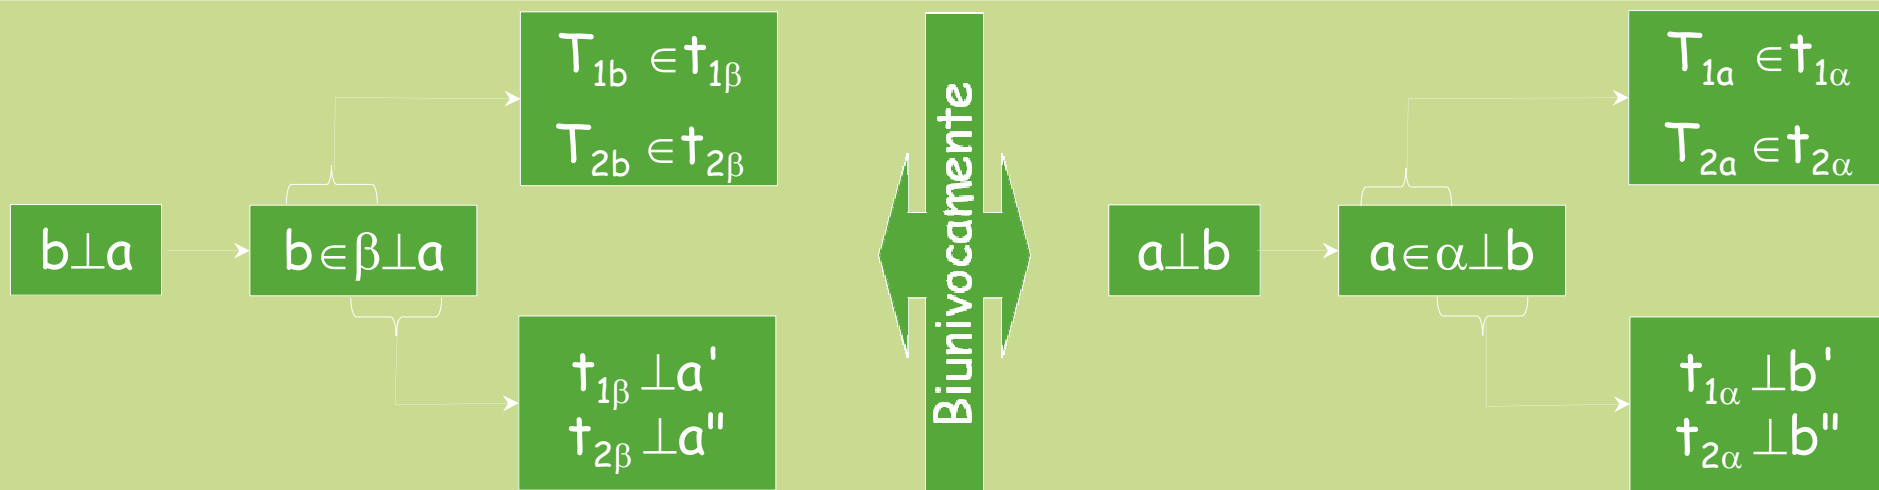 T1b ∈t1β
T2b ∈t2β
b⊥a
b∈β⊥a
t1β⊥a'
t2β⊥a"
Biunivocamente
T1a ∈t1α
T2a ∈t2α
a⊥b
a∈α⊥b
t1α⊥b'
t2α⊥b"